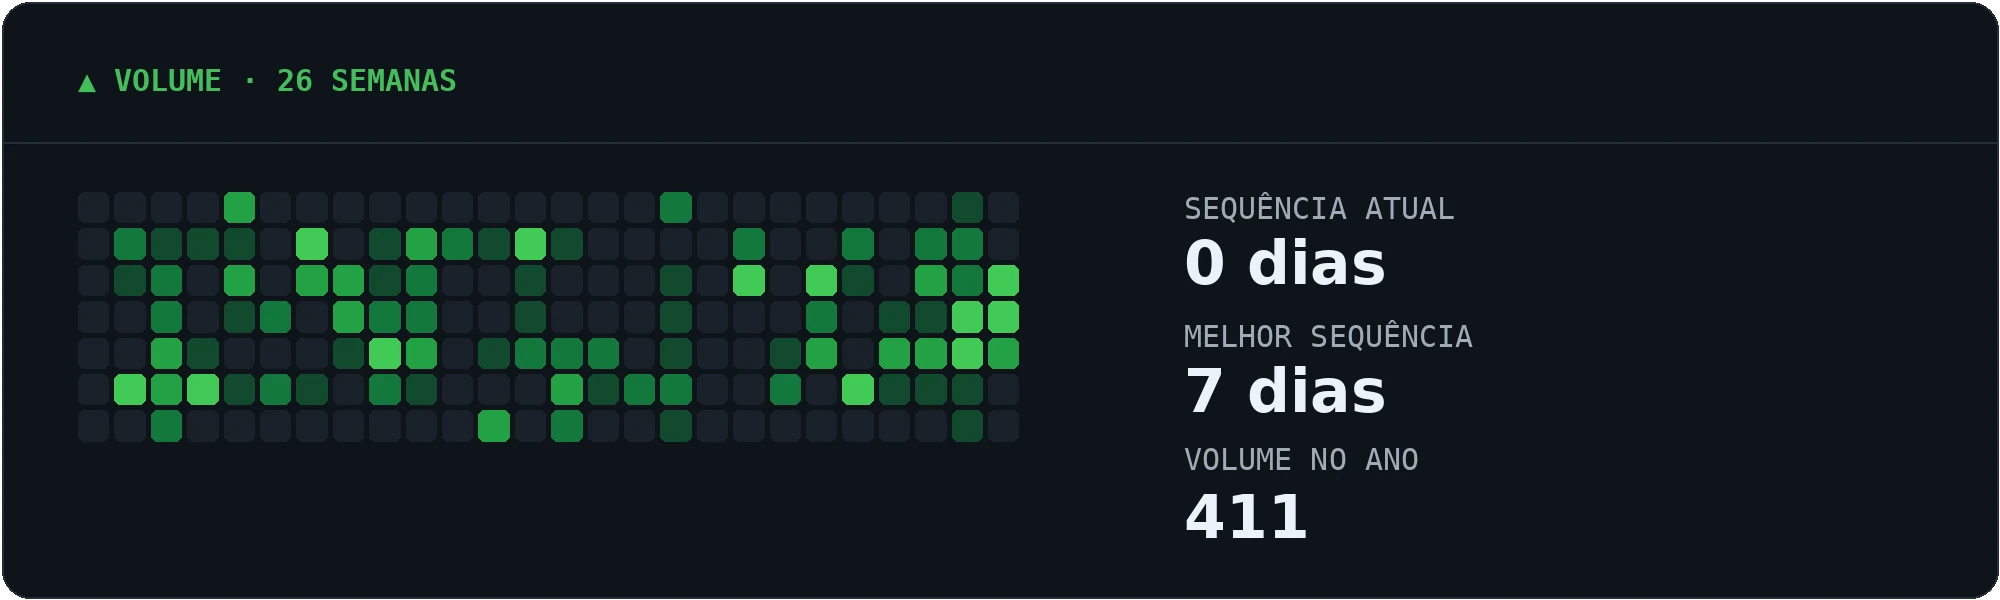 ▲ VOLUME · 26 SEMANAS
SEQUÊNCIA ATUAL
0 dias
MELHOR SEQUÊNCIA
7 dias
VOLUME NO ANO
411